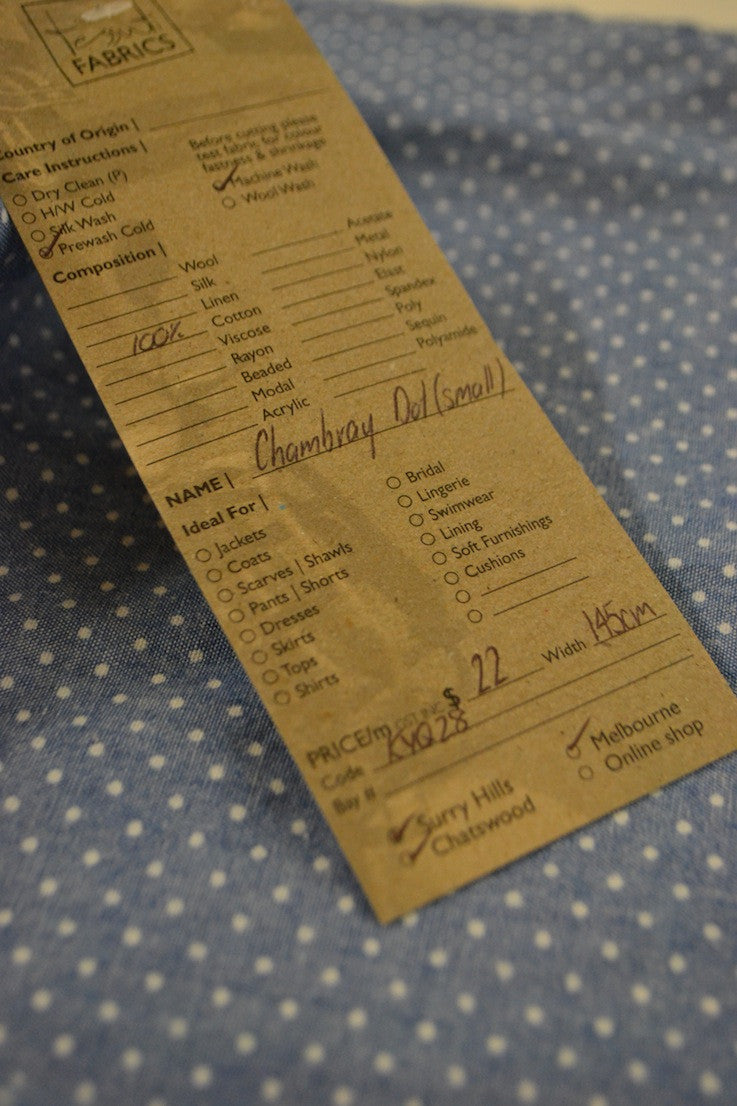 Tessuti
FABRICS
Country of Origin |
Care Instructions |
Dry Clean (P)
H/W Cold
Silk Wash
Prewash Cold
Before cutting please
test fabric for colour
fastness & shrinkage
Machine Wash
Wool Wash
Composition |
Wool
Silk
Linen
100% Cotton
Viscose
Rayon
Beaded
Modal
Acrylic
Acetate
Metal
Nylon
Elast
Spandex
Poly
Sequin
Polyamide
NAME | Chambray Dot (small)
Ideal For |
Jackets
Coats
Scarves | Shawls
Pants | Shorts
Dresses
Skirts
Tops
Shirts
Bridal
Lingerie
Swimwear
Lining
Soft Furnishings
Cushions
PRICE/m GST INC $ 22 Width 145cm
Code KVQ28
Bay #
Surry Hills
Chatswood
Melbourne
Online shop